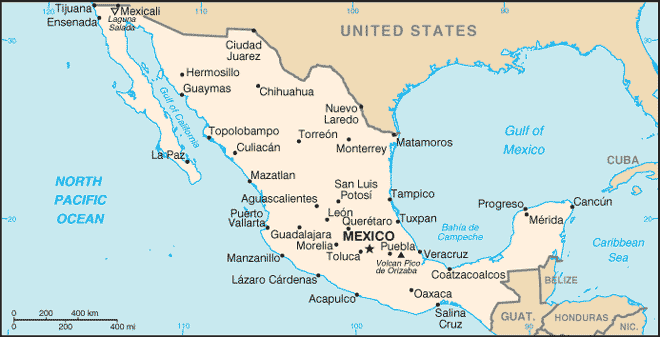 120
110
100
90
80
30
30
Tijuana
Mexicali
Laguna
Salada
Ensenada
UNITED STATES
Ciudad
Juarez
Hermosillo
Guaymas
Chihuahua
Gulf of California
Nuevo
Laredo
Topolobampo
Torreón
Monterrey
Matamoros
Gulf of
Mexico
La Paz
Culiacán
CUBA
NORTH
PACIFIC
OCEAN
Mazatlan
San Luis
Potosí
Tampico
Aguascalientes
Progreso
Cancún
Mérida
20
20
Puerto
Vallarta
León
Querétaro
Tuxpan
Bahía de
Campeche
Guadalajara
MEXICO
Morelia
Toluca
Puebla
Veracruz
Caribbean
Sea
Manzanillo
Volcan Pico
de Orizaba
Coatzacoalcos
BELIZE
Lázaro Cárdenas
Oaxaca
Acapulco
Salina
Cruz
GUAT.
HONDURAS
NIC.
0 200 400 km
0 200 400 mi
110
100
90